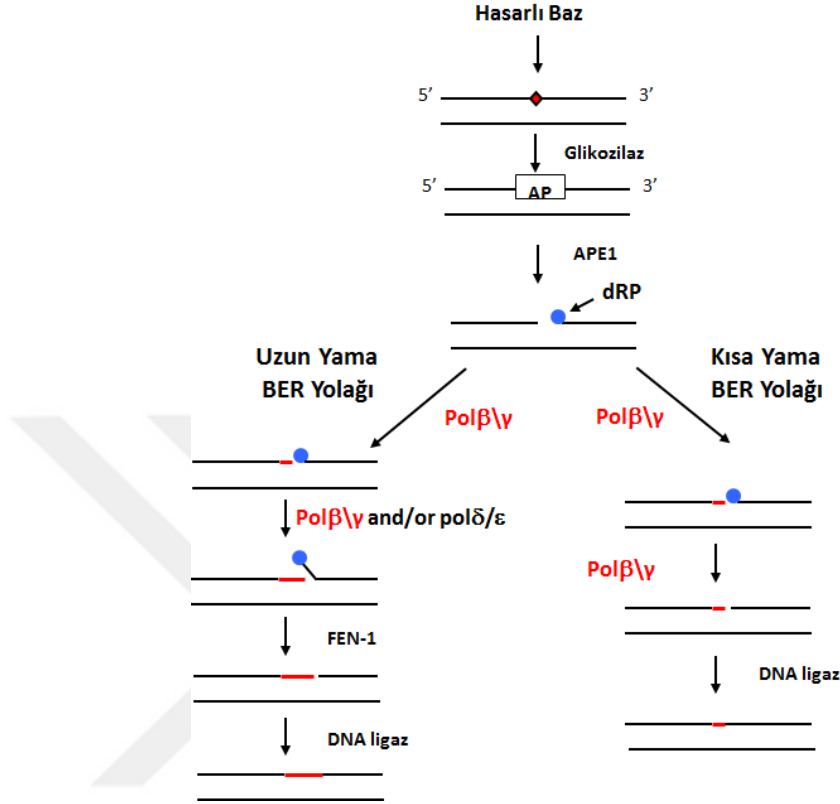 Hasarlı Baz
5’ 3’
Glikozilaz
5’ AP 3’
APE1
dRP
Uzun Yama
BER Yolağı
Kısa Yama
BER Yolağı
Polβ\γ
Polβ\γ
Polβ\γ and/or polδ/ε
Polβ\γ
FEN-1
DNA ligaz
DNA ligaz